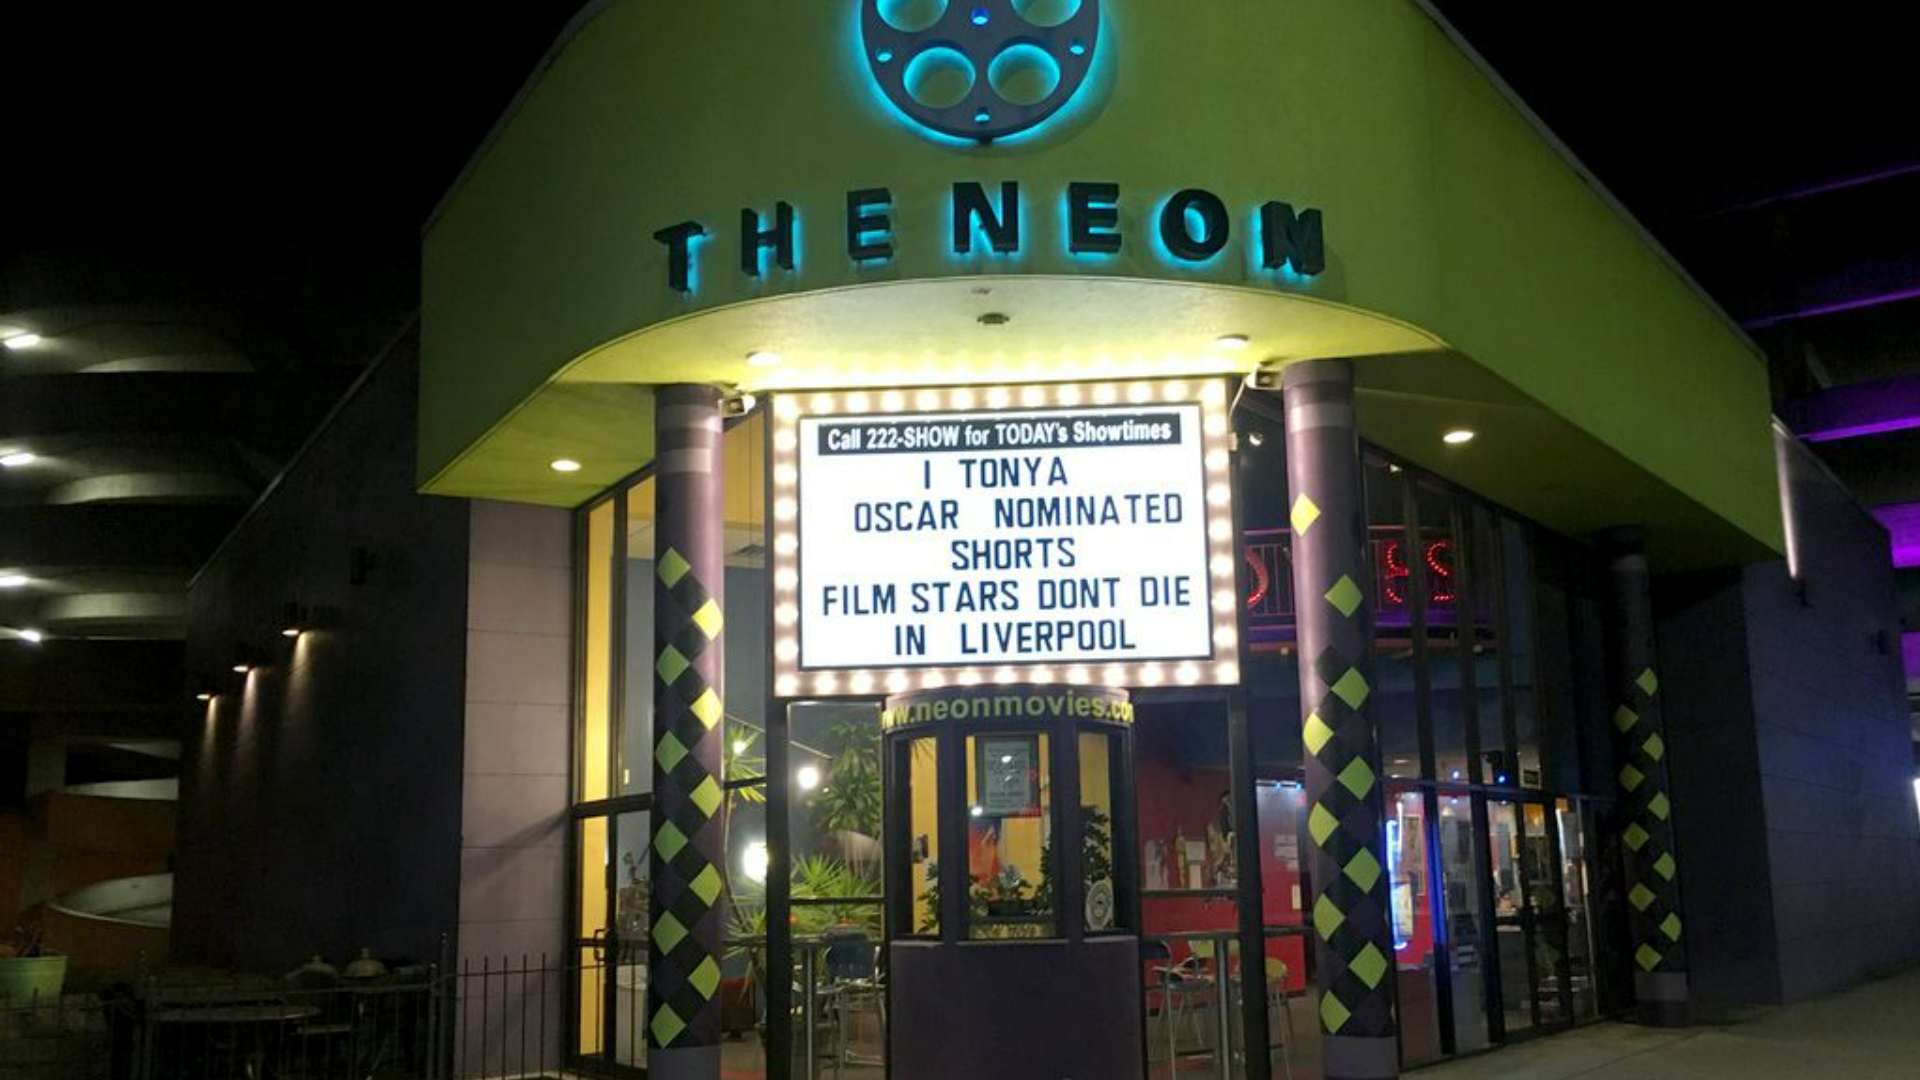 THE NEON
Call 222-SHOW for TODAY's Showtimes
I TONYA
OSCAR NOMINATED
SHORTS
FILM STARS DONT DIE
IN LIVERPOOL
www.neonmovies.com